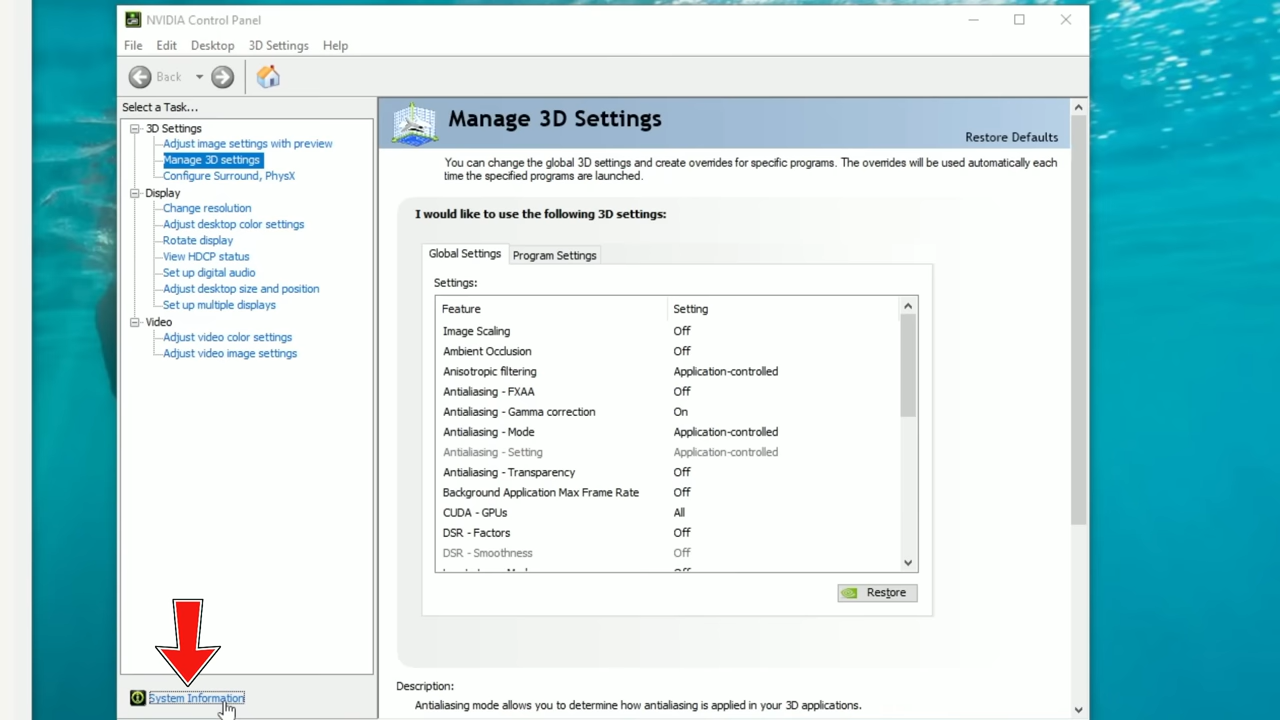 NVIDIA Control Panel
File Edit Desktop 3D Settings Help
Back
Select a Task...
3D Settings
Adjust image settings with preview
Manage 3D settings
Configure Surround, PhysX
Display
Change resolution
Adjust desktop color settings
Rotate display
View HDCP status
Set up digital audio
Adjust desktop size and position
Set up multiple displays
Video
Adjust video color settings
Adjust video image settings
System Information
Manage 3D Settings
Restore Defaults
You can change the global 3D settings and create overrides for specific programs. The overrides will be used automatically each
time the specified programs are launched.
I would like to use the following 3D settings:
Global Settings Program Settings
Settings:
Feature Setting
Image Scaling Off
Ambient Occlusion Off
Anisotropic filtering Application-controlled
Antialiasing - FXAA Off
Antialiasing - Gamma correction On
Antialiasing - Mode Application-controlled
Antialiasing - Setting Application-controlled
Antialiasing - Transparency Off
Background Application Max Frame Rate Off
CUDA - GPUs All
DSR - Factors Off
DSR - Smoothness Off
Restore
Description:
Antialiasing mode allows you to determine how antialiasing is applied in your 3D applications.